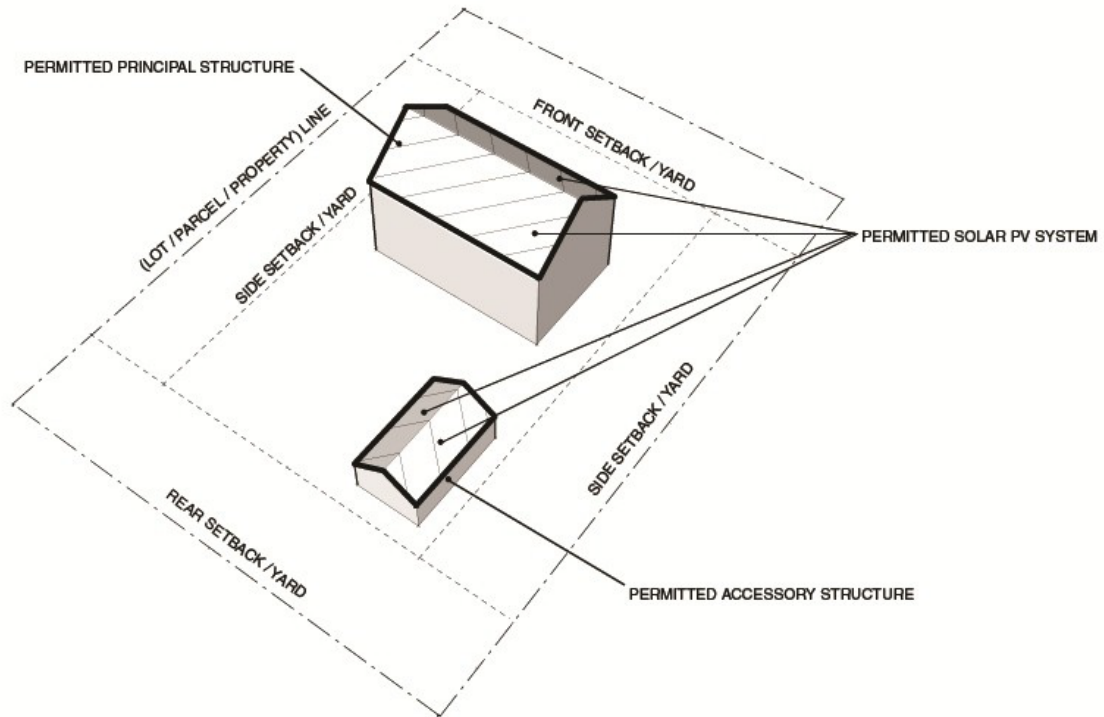 PERMITTED PRINCIPAL STRUCTURE
(LOT / PARCEL / PROPERTY) LINE
FRONT SETBACK / YARD
SIDE SETBACK / YARD
PERMITTED SOLAR PV SYSTEM
SIDE SETBACK / YARD
REAR SETBACK / YARD
PERMITTED ACCESSORY STRUCTURE